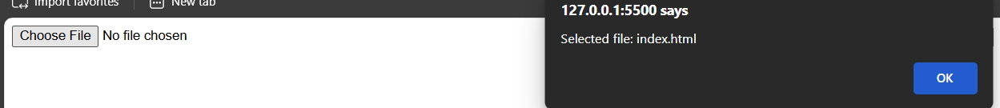 Import favorites
New tab
Choose File No file chosen
127.0.0.1:5500 says
Selected file: index.html
OK